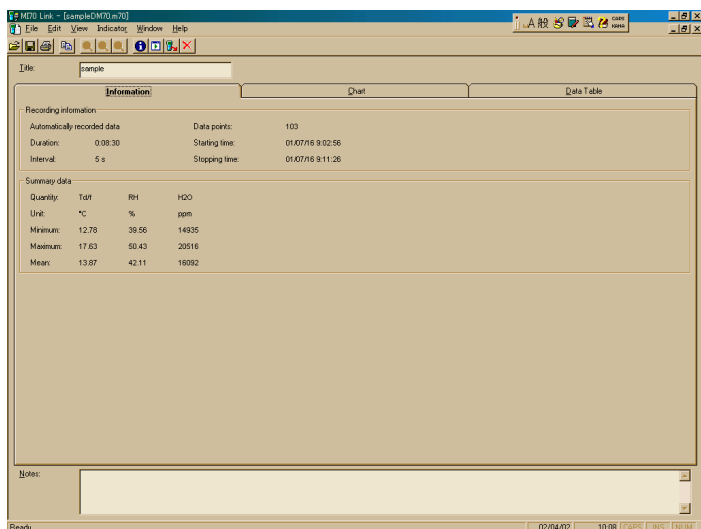 MI70 Link - [sampleDM70.m70]
File Edit View Indicator Window Help
A 般 CAPS KANA
Title: sample
Information Chart Data Table
Recording information
Automatically recorded data Data points: 103
Duration: 0:08:30 Starting time: 01/07/16 9:02:56
Interval: 5 s Stopping time: 01/07/16 9:11:26
Summary data
Quantity: Td/f RH H2O
Unit: °C % ppm
Minimum: 12.78 39.56 14935
Maximum: 17.63 50.43 20516
Mean: 13.87 42.11 16092
Notes:
Ready 02/04/02 10:08 CAPS INS NUM